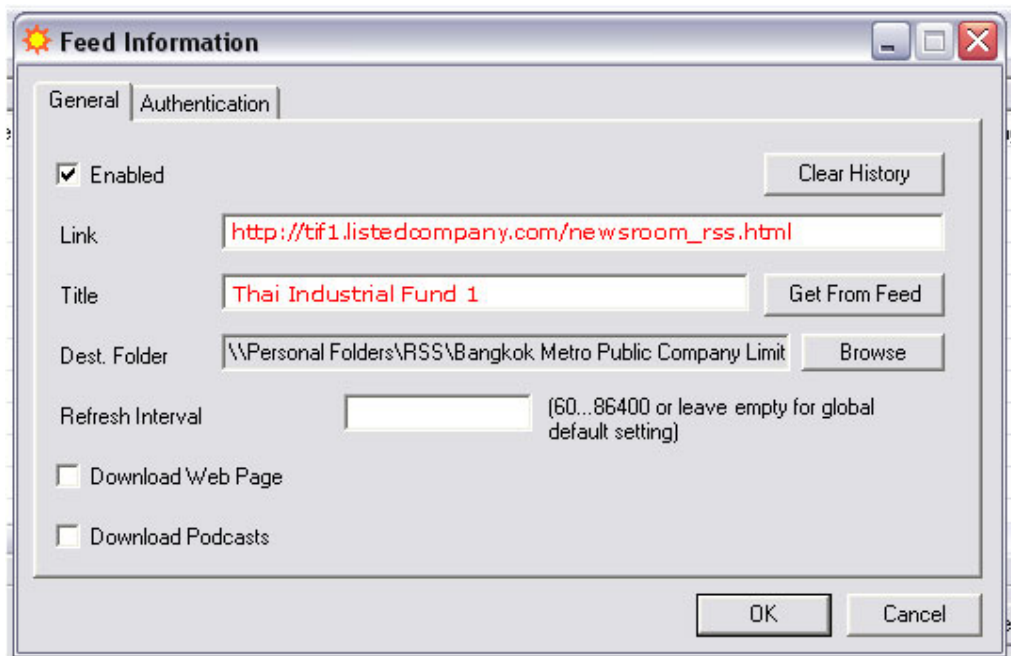 Feed Information
General Authentication
Enabled Clear History
Link http://tif1.listedcompany.com/newsroom_rss.html
Title Thai Industrial Fund 1 Get From Feed
Dest. Folder \\Personal Folders\RSS\Bangkok Metro Public Company Limit Browse
Refresh Interval (60...86400 or leave empty for global
default setting)
Download Web Page
Download Podcasts
OK Cancel